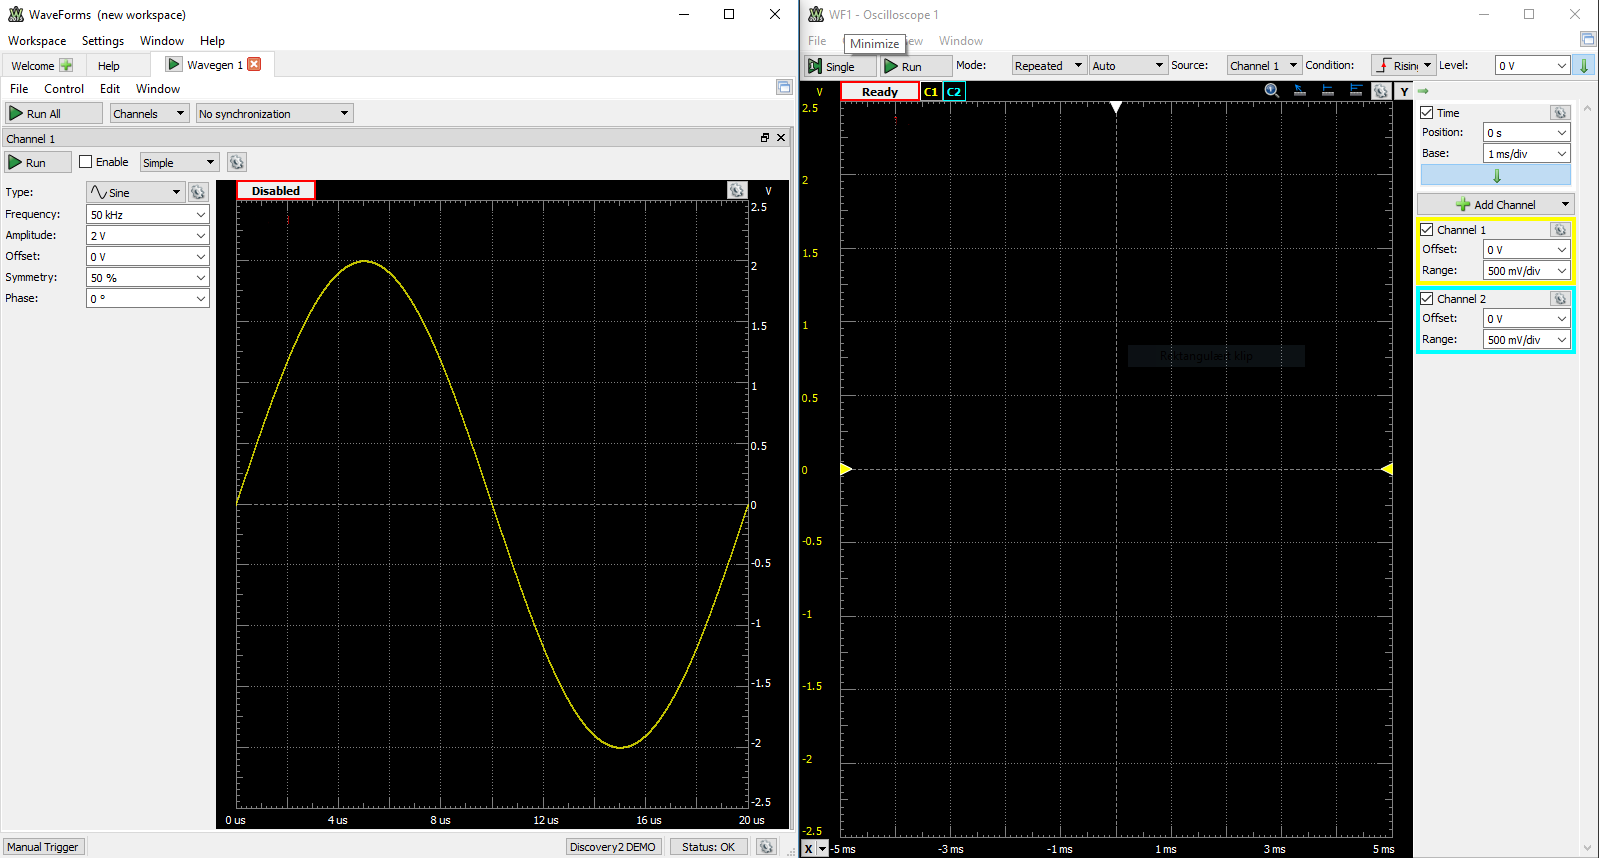 WaveForms (new workspace)
Workspace Settings Window Help
Welcome Help Wavegen 1
File Control Edit Window
Run All Channels No synchronization
Channel 1
Run Enable Simple
Type: Sine
Frequency: 50 kHz
Amplitude: 2 V
Offset: 0 V
Symmetry: 50 %
Phase: 0 º
Disabled V
2.5
2
1.5
1
0.5
0
-0.5
-1
-1.5
-2
-2.5
0 us 4 us 8 us 12 us 16 us 20 us
Manual Trigger Discovery2 DEMO Status: OK
WF1 - Oscilloscope 1
File Minimize ew Window
Single Run Mode: Repeated Auto Source: Channel 1 Condition: Rising Level: 0 V
V Ready C1 C2 Y
2.5
2
1.5
1
0.5
0
-0.5
-1
-1.5
-2
-2.5
X -5 ms -3 ms -1 ms 1 ms 3 ms 5 ms
Time
Position: 0 s
Base: 1 ms/div
Add Channel
Channel 1
Offset: 0 V
Range: 500 mV/div
Channel 2
Offset: 0 V
Range: 500 mV/div